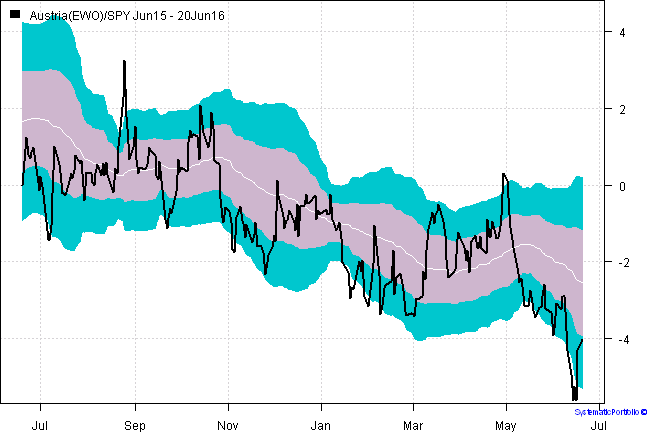 Austria(EWO)/SPY Jun15 - 20Jun16
4
2
0
-2
-4
Jul Sep Nov Jan Mar May Jul
SystematicPortfolio ©